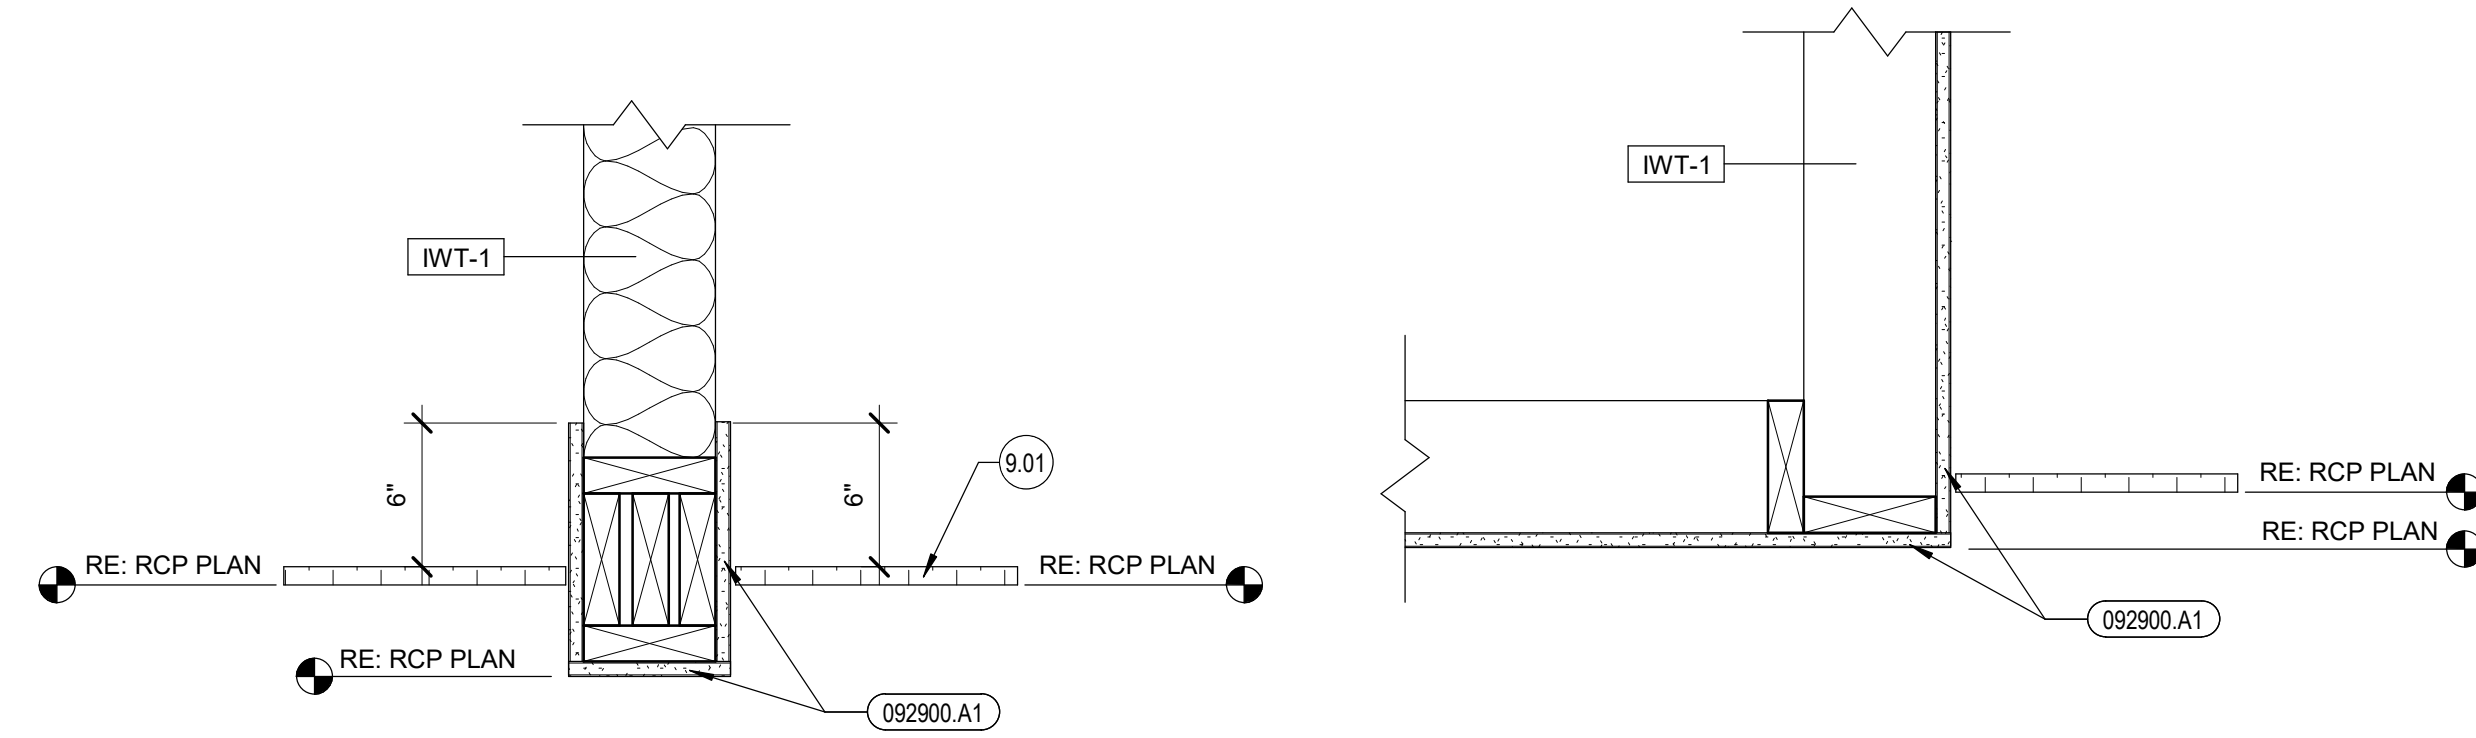 IWT-1
6"
6"
9.01
RE: RCP PLAN
RE: RCP PLAN
RE: RCP PLAN
092900.A1
IWT-1
RE: RCP PLAN
RE: RCP PLAN
092900.A1